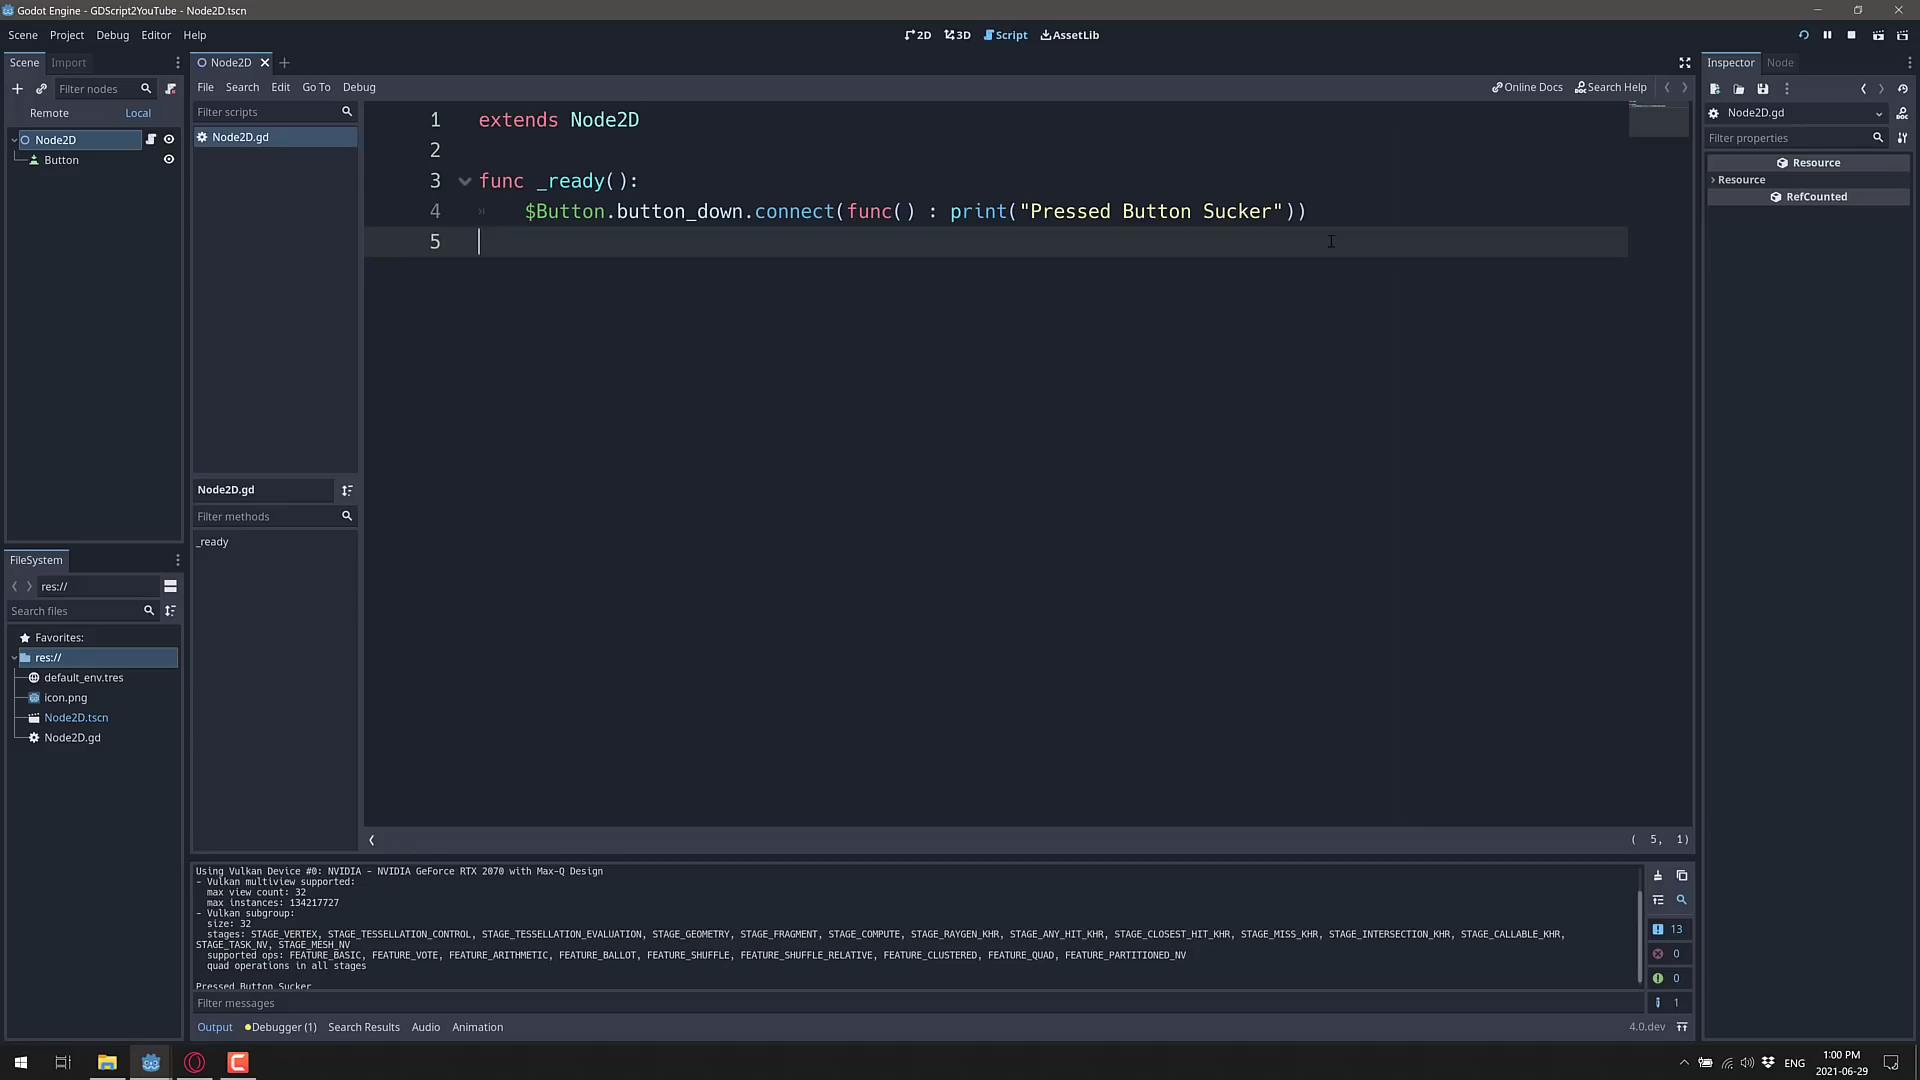 Godot Engine - GDScript2YouTube - Node2D.tscn
Scene Project Debug Editor Help
2D 3D Script AssetLib
Scene Import
Filter nodes
Remote Local
Node2D
Button
Node2D
File Search Edit Go To Debug
Online Docs Search Help
Filter scripts
Node2D.gd
1 extends Node2D
2
3 func _ready():
4 $Button.button_down.connect(func() : print("Pressed Button Sucker"))
5
Node2D.gd
Filter methods
_ready
( 5, 1)
Inspector Node
Node2D.gd
Filter properties
Resource
Resource
RefCounted
FileSystem
res://
Search files
Favorites:
res://
default_env.tres
icon.png
Node2D.tscn
Node2D.gd
Using Vulkan Device #0: NVIDIA - NVIDIA GeForce RTX 2070 with Max-Q Design
- Vulkan multiview supported:
max view count: 32
max instances: 134217727
- Vulkan subgroup:
size: 32
stages: STAGE_VERTEX, STAGE_TESSELLATION_CONTROL, STAGE_TESSELLATION_EVALUATION, STAGE_GEOMETRY, STAGE_FRAGMENT, STAGE_COMPUTE, STAGE_RAYGEN_KHR, STAGE_ANY_HIT_KHR, STAGE_CLOSEST_HIT_KHR, STAGE_MISS_KHR, STAGE_INTERSECTION_KHR, STAGE_CALLABLE_KHR,
STAGE_TASK_NV, STAGE_MESH_NV
supported ops: FEATURE_BASIC, FEATURE_VOTE, FEATURE_ARITHMETIC, FEATURE_BALLOT, FEATURE_SHUFFLE, FEATURE_SHUFFLE_RELATIVE, FEATURE_CLUSTERED, FEATURE_QUAD, FEATURE_PARTITIONED_NV
quad operations in all stages
Pressed Button Sucker
Filter messages
13
0
0
1
Output Debugger (1) Search Results Audio Animation
4.0.dev
ENG
1:00 PM
2021-06-29